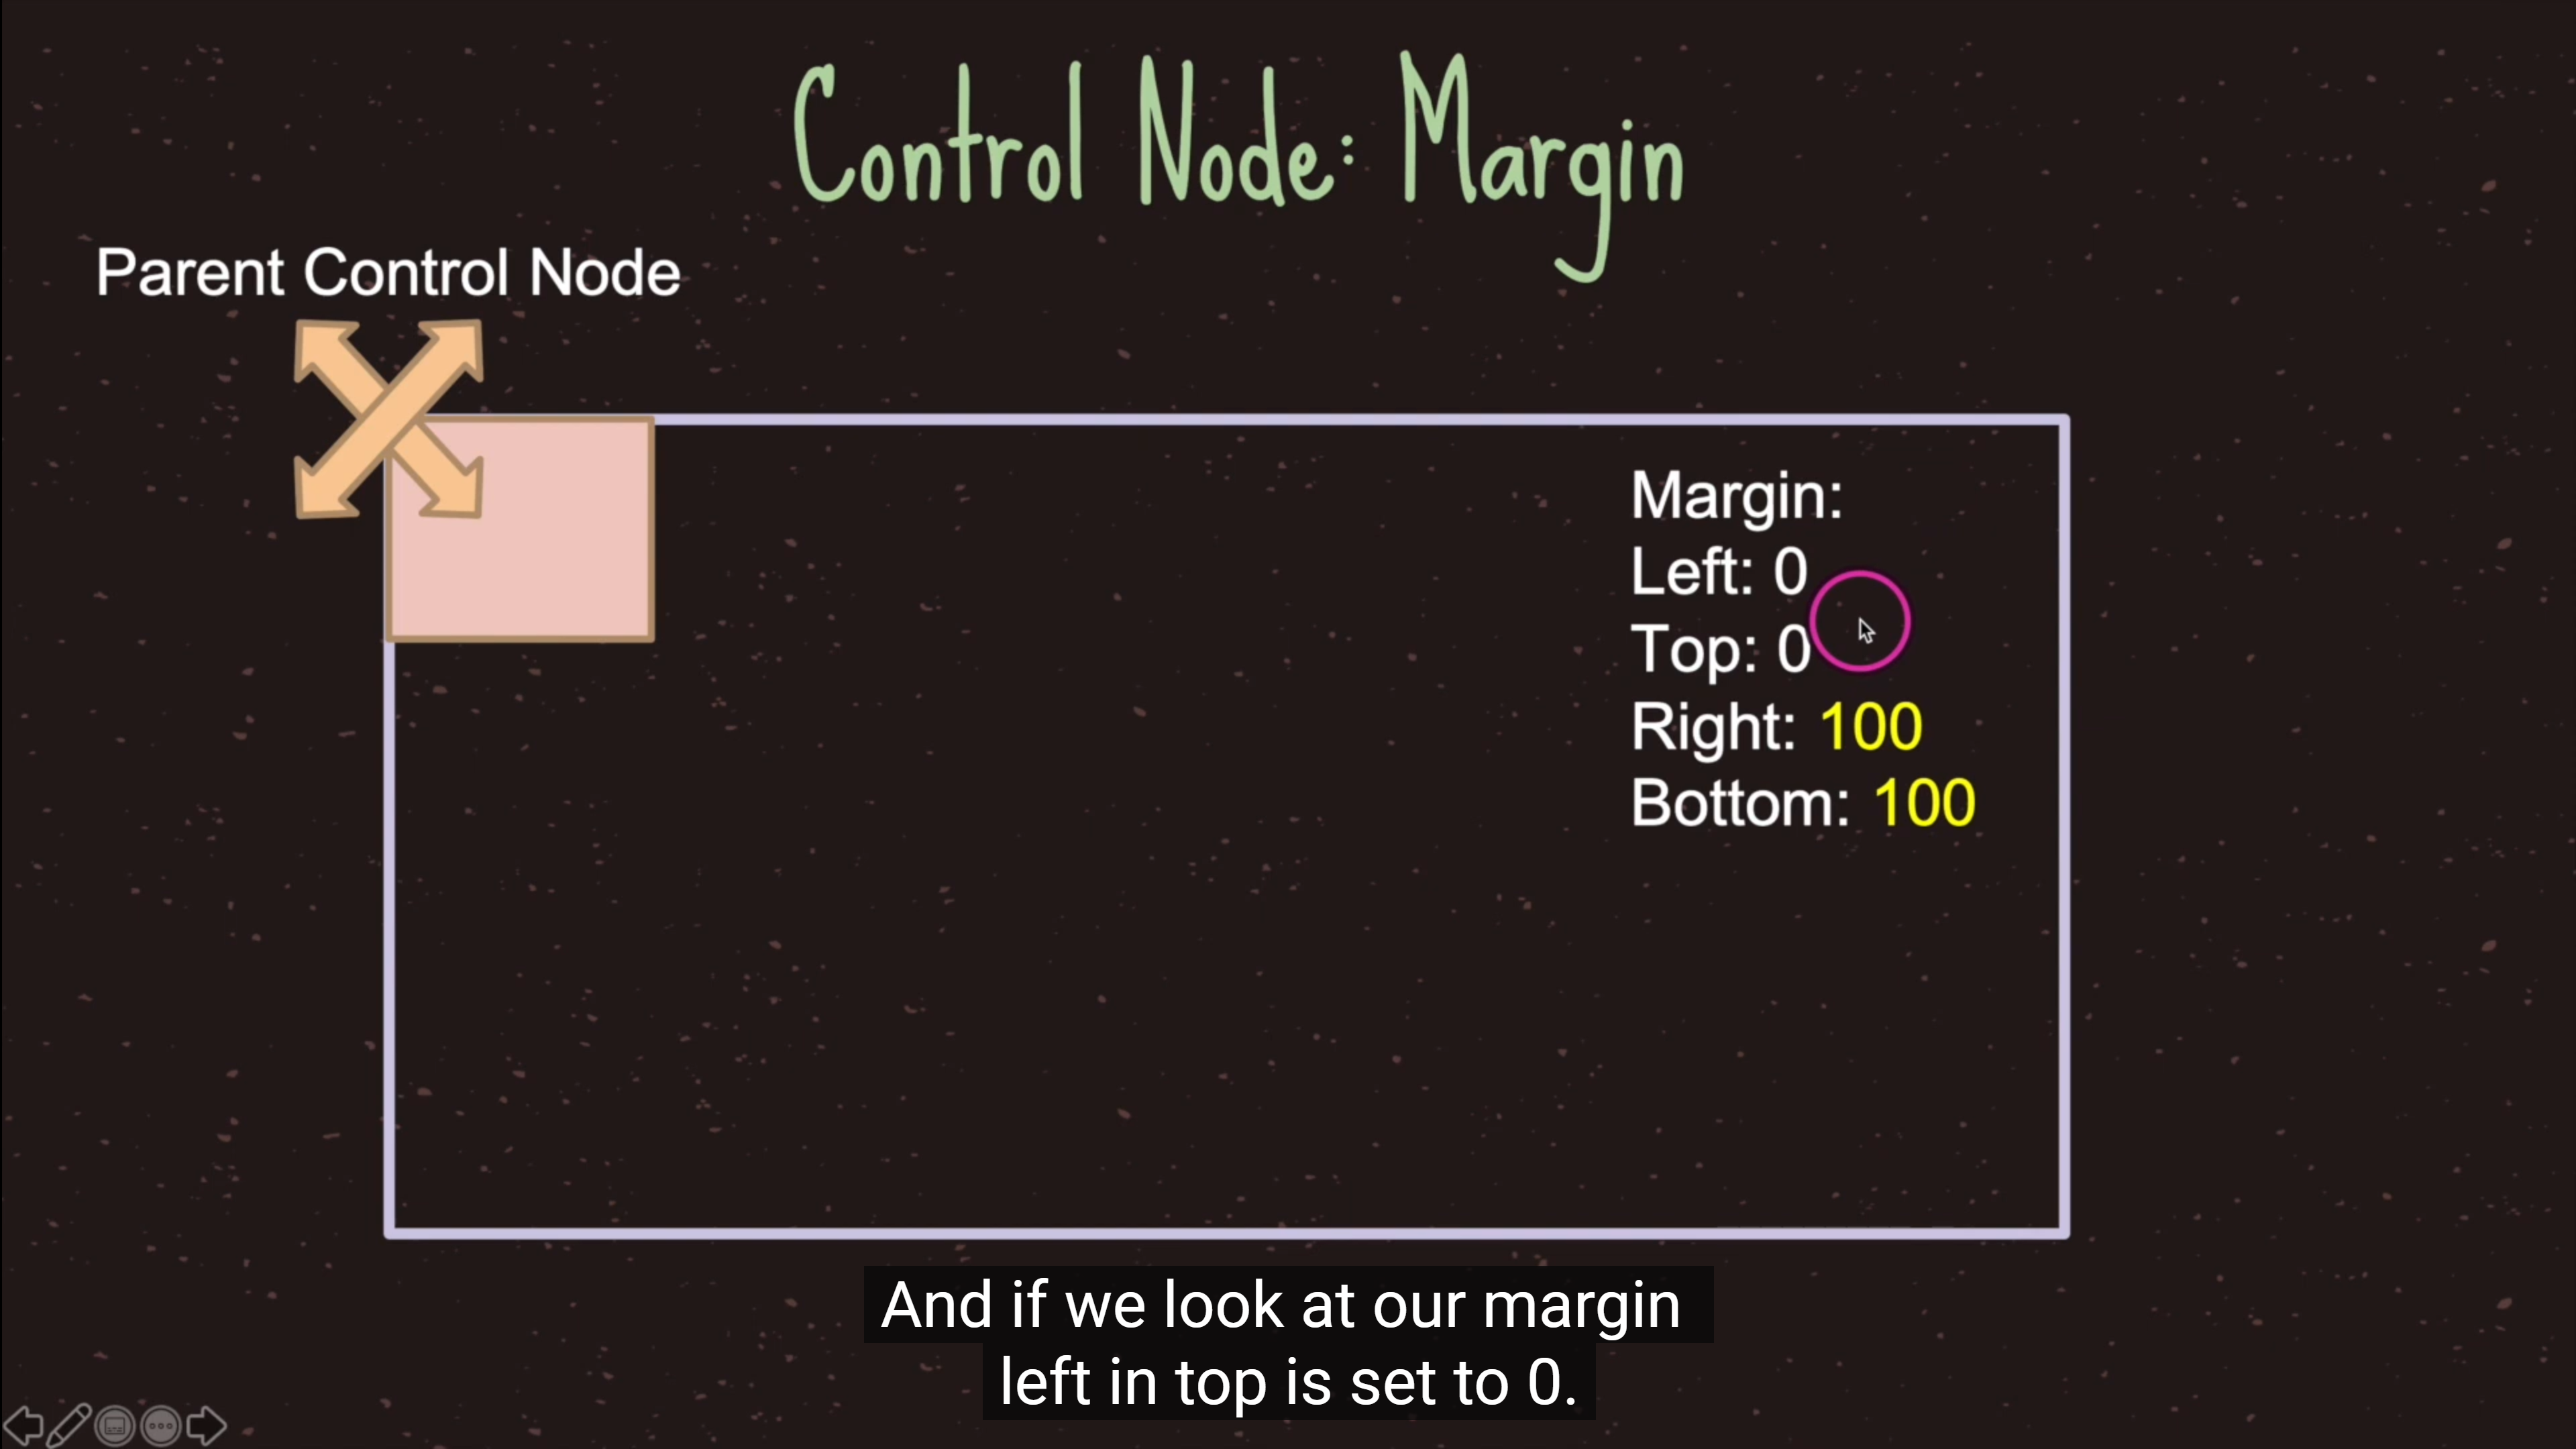 Control Node: Margin
Parent Control Node
Margin:
Left: 0
Top: 0
Right: 100
Bottom: 100
And if we look at our margin
left in top is set to 0.